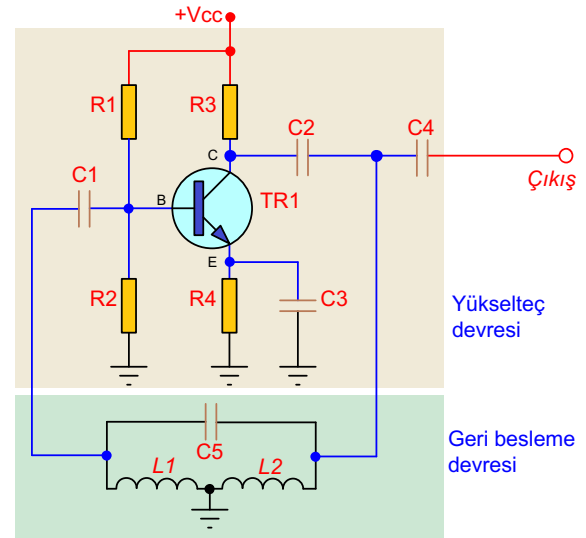 +Vcc
R1
R3
C2
C4
C
C1
B
TR1
Çıkış
E
R2
R4
C3
Yükselteç
devresi
C5
Geri besleme
devresi
L1
L2